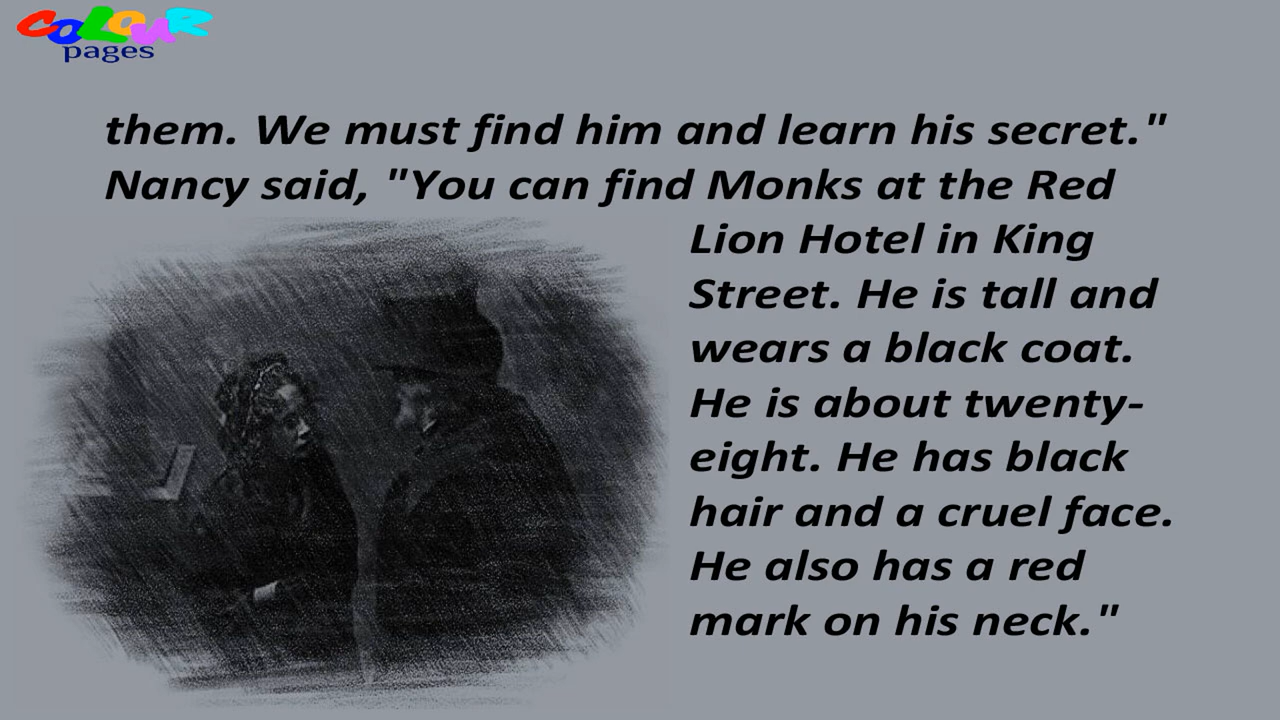 COLOUR
pages
them. We must find him and learn his secret."
Nancy said, "You can find Monks at the Red
Lion Hotel in King
Street. He is tall and
wears a black coat.
He is about twenty-
eight. He has black
hair and a cruel face.
He also has a red
mark on his neck."